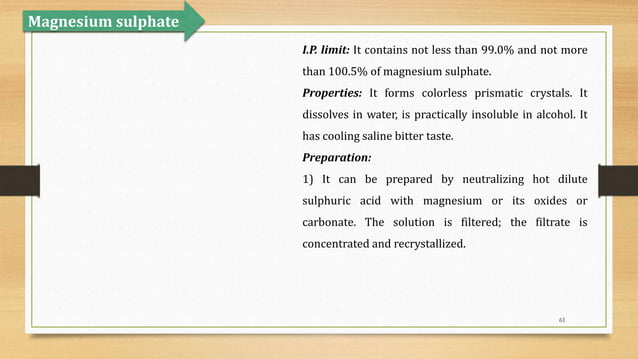 Magnesium sulphate
I.P. limit: It contains not less than 99.0% and not more
than 100.5% of magnesium sulphate.
Properties: It forms colorless prismatic crystals. It
dissolves in water, is practically insoluble in alcohol. It
has cooling saline bitter taste.
Preparation:
1) It can be prepared by neutralizing hot dilute
sulphuric acid with magnesium or its oxides or
carbonate. The solution is filtered; the filtrate is
concentrated and recrystallized.
61